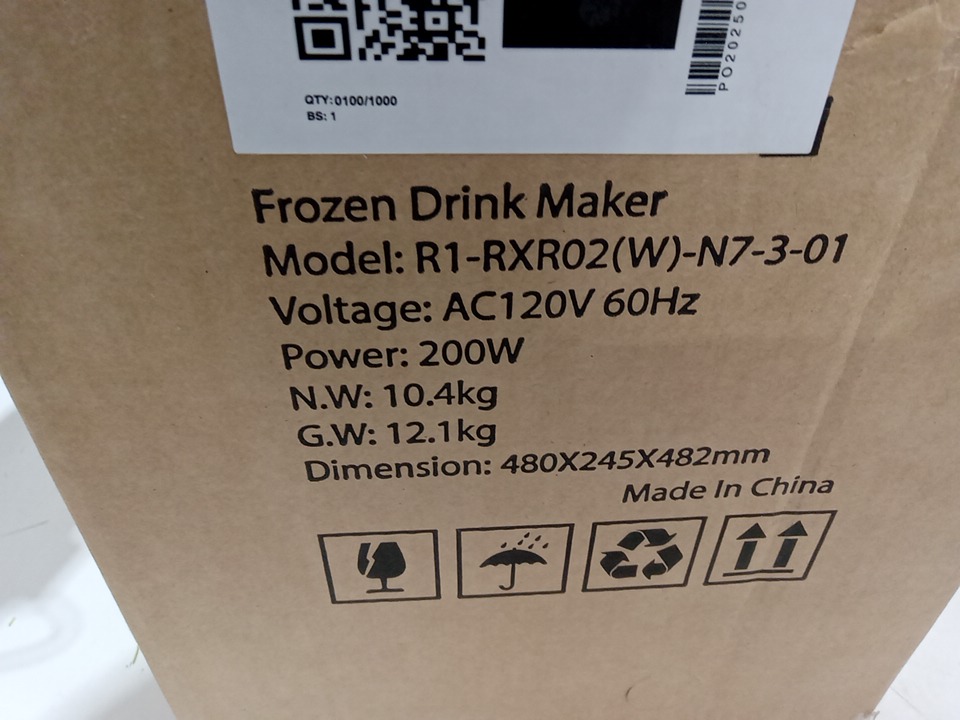 QTY:0100/1000
BS: 1
PO20250
Frozen Drink Maker
Model: R1-RXR02(W)-N7-3-01
Voltage: AC120V 60Hz
Power: 200W
N.W: 10.4kg
G.W: 12.1kg
Dimension: 480X245X482mm
Made In China